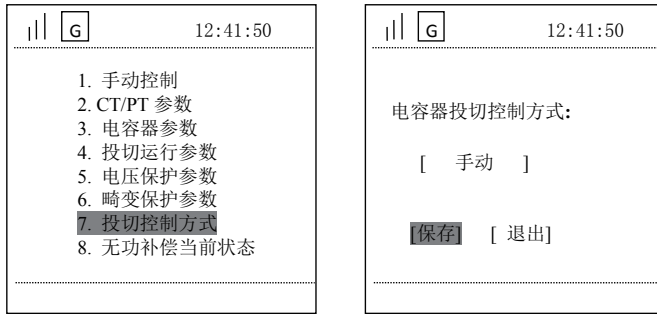 G 12:41:50
1. 手动控制
2. CT/PT 参数
3. 电容器参数
4. 投切运行参数
5. 电压保护参数
6. 畸变保护参数
7. 投切控制方式
8. 无功补偿当前状态
G 12:41:50
电容器投切控制方式:
[ 手动 ]
[保存] [ 退出]